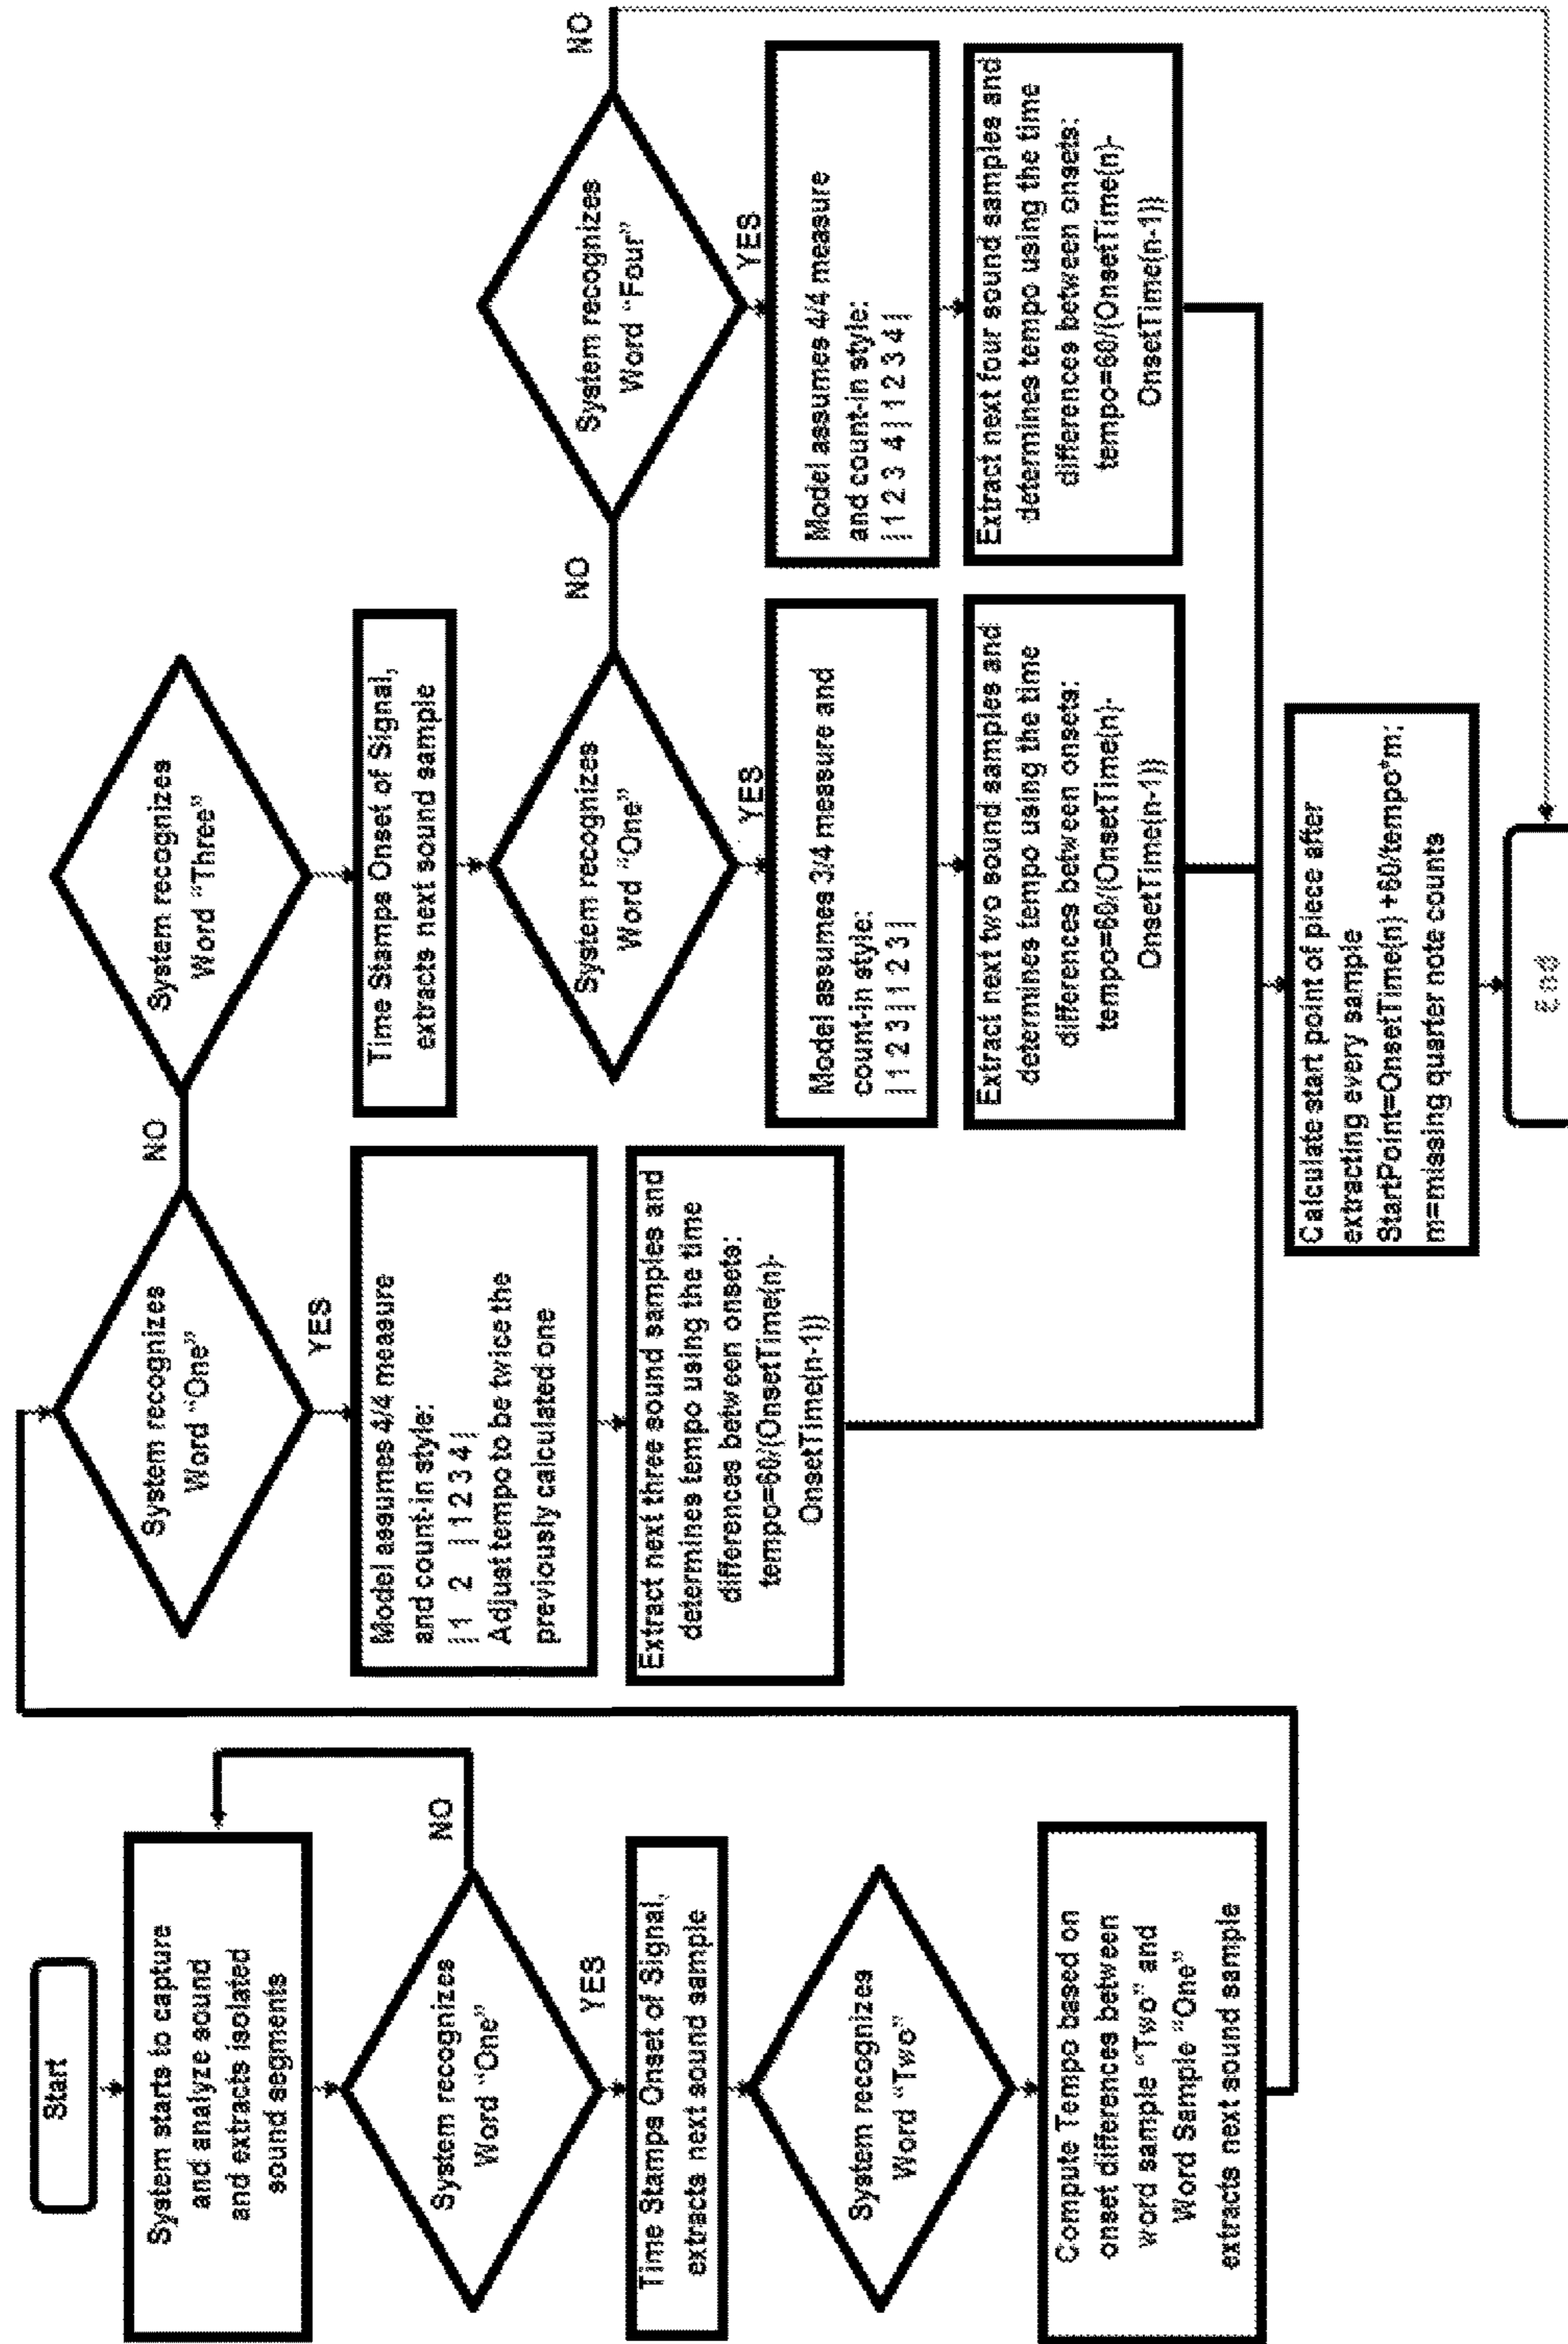 Start
System starts to capture
and analyze sound
and extracts isolated
sound segments
System recognizes
Word "One"
NO
YES
Time Stamps Onset of Signal,
extracts next sound sample
System recognizes
Word "Two"
Compute Tempo based on
onset differences between
word sample "Two" and
Word Sample "One"
extracts next sound sample
System recognizes
Word "One"
NO
YES
Model assumes 4/4 measure
and count-in style:
| 1 2 | 1 2 3 4 |
Adjust tempo to be twice the
previously calculated one
Extract next three sound samples and
determines tempo using the time
differences between onsets:
tempo=60/(OnsetTime(n)-
OnsetTime(n-1))
System recognizes
Word "Three"
Time Stamps Onset of Signal,
extracts next sound sample
System recognizes
Word "One"
NO
YES
Model assumes 3/4 measure and
count-in style:
| 1 2 3 | 1 2 3 |
Extract next two sound samples and
determines tempo using the time
differences between onsets:
tempo=60/(OnsetTime(n)-
OnsetTime(n-1))
System recognizes
Word "Four"
NO
YES
Model assumes 4/4 measure
and count-in style:
| 1 2 3 4 | 1 2 3 4 |
Extract next four sound samples and
determines tempo using the time
differences between onsets:
tempo=60/(OnsetTime(n)-
OnsetTime(n-1))
Calculate start point of piece after
extracting every sample
StartPoint=OnsetTime(n) +60/tempo*m;
m=missing quarter note counts
End